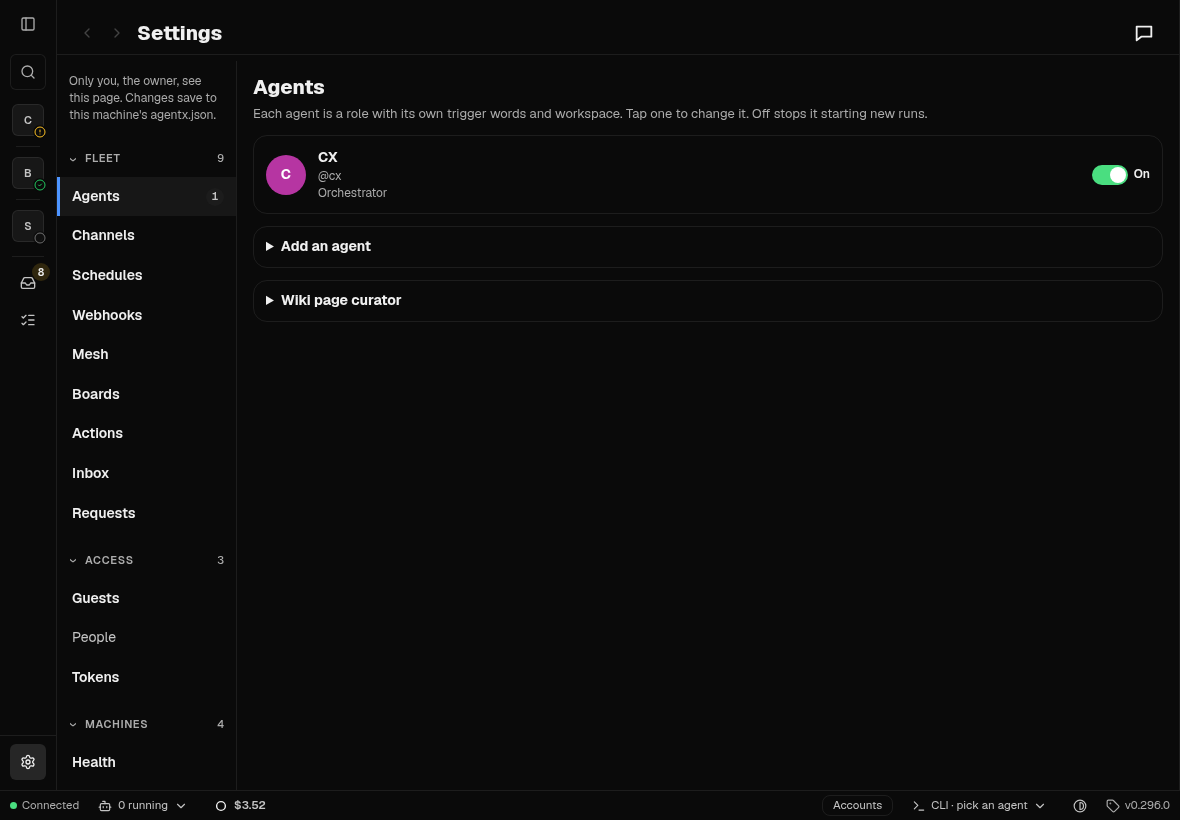 Settings
C
B
S
8
Only you, the owner, see
this page. Changes save to
this machine's agentx.json.
FLEET 9
Agents 1
Channels
Schedules
Webhooks
Mesh
Boards
Actions
Inbox
Requests
ACCESS 3
Guests
People
Tokens
MACHINES 4
Health
Agents
Each agent is a role with its own trigger words and workspace. Tap one to change it. Off stops it starting new runs.
C
CX
@cx
Orchestrator
On
Add an agent
Wiki page curator
Connected 0 running $3.52 Accounts CLI · pick an agent v0.296.0